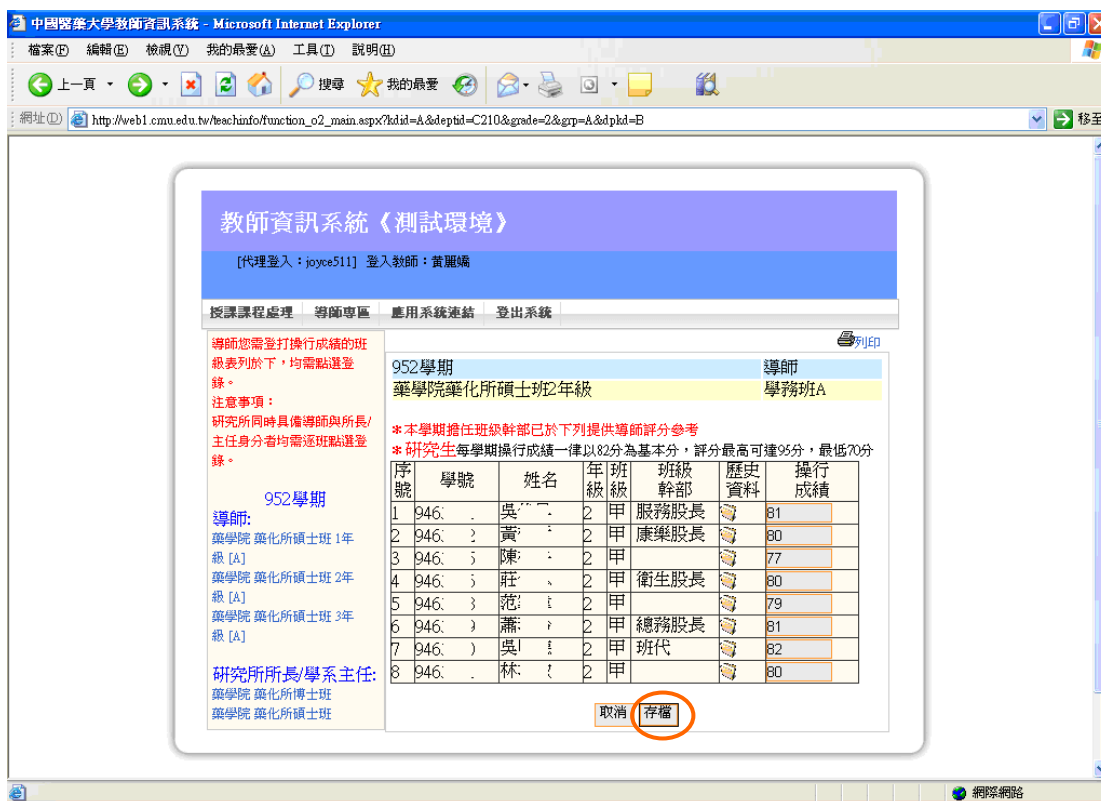 中國醫藥大學教師資訊系統 - Microsoft Internet Explorer
檔案(F) 編輯(E) 檢視(V) 我的最愛(A) 工具(T) 說明(H)
上一頁 搜尋 我的最愛
網址(D) http://web1.cmu.edu.tw/teachinfo/function_o2_main.aspx?kdid=A&deptid=C210&grade=2&grp=A&dpkd=B 移至
教師資訊系統《測試環境》
[代理登入：joyce511] 登入教師：黃麗嬌
授課課程處理 導師專區 應用系統連結 登出系統
導師您需登打操行成績的班
級表列於下，均需點選登
錄。
注意事項：
研究所同時具備導師與所長/
主任身分者均需逐班點選登
錄。
952學期
導師:
藥學院 藥化所碩士班 1年
級 [A]
藥學院 藥化所碩士班 2年
級 [A]
藥學院 藥化所碩士班 3年
級 [A]
研究所所長/學系主任:
藥學院 藥化所博士班
藥學院 藥化所碩士班
列印
952學期 導師
藥學院藥化所碩士班2年級 學務班A
*本學期擔任班級幹部已於下列提供導師評分參考
*研究生每學期操行成績一律以82分為基本分，評分最高可達95分，最低70分
序號 學號 姓名 年級 班級 班級幹部 歷史資料 操行成績
1 946 吳 2 甲 服務股長 81
2 946 黃 2 甲 康樂股長 80
3 946 陳 2 甲 77
4 946 莊 2 甲 衛生股長 80
5 946 范 2 甲 79
6 946 蕭 2 甲 總務股長 81
7 946 吳 2 甲 班代 82
8 946 林 2 甲 80
取消 存檔
網際網路